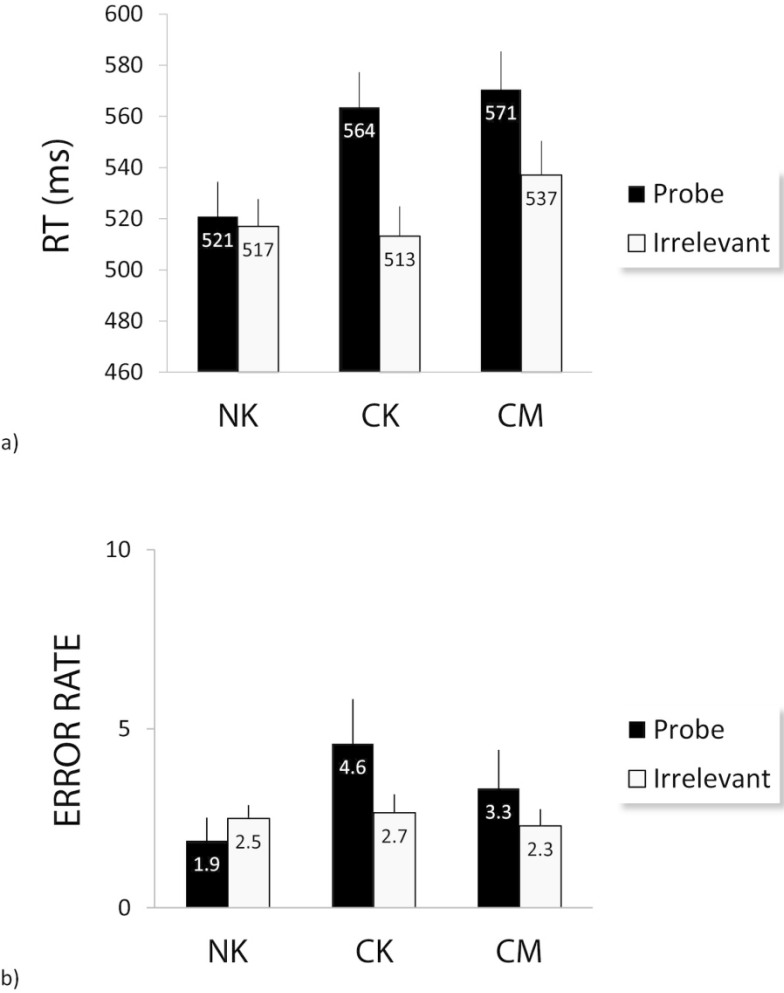 600
580
560
540
520
500
480
460
RT (ms)
521
517
564
513
571
537
NK
CK
CM
Probe
Irrelevant
a)
10
5
0
ERROR RATE
1.9
2.5
4.6
2.7
3.3
2.3
NK
CK
CM
Probe
Irrelevant
b)